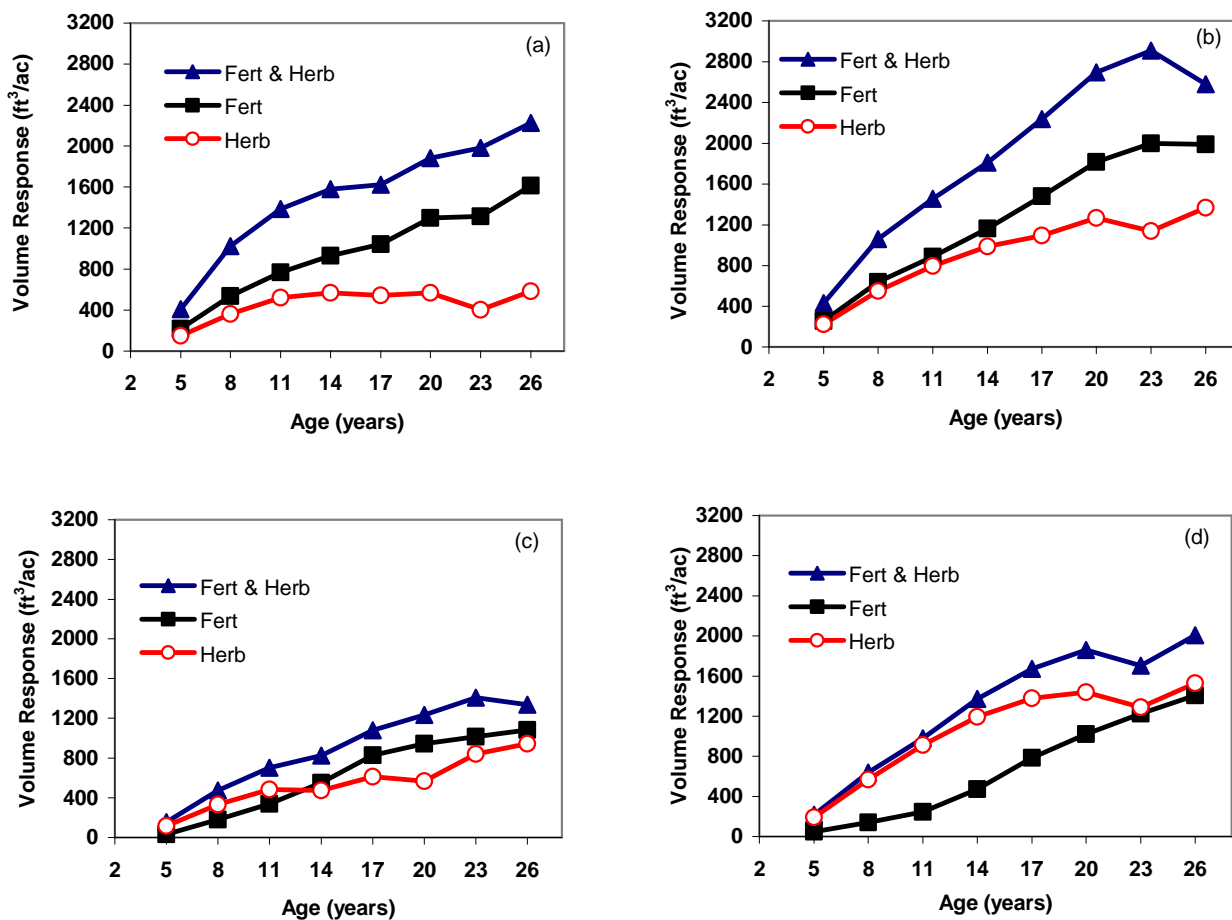 (a)
Volume Response (ft³/ac)
3200
2800
2400
2000
1600
1200
800
400
0
Fert & Herb
Fert
Herb
2 5 8 11 14 17 20 23 26
Age (years)
(b)
Volume Response (ft³/ac)
3200
2800
2400
2000
1600
1200
800
400
0
Fert & Herb
Fert
Herb
2 5 8 11 14 17 20 23 26
Age (years)
(c)
Volume Response (ft³/ac)
3200
2800
2400
2000
1600
1200
800
400
0
Fert & Herb
Fert
Herb
2 5 8 11 14 17 20 23 26
Age (years)
(d)
Volume Response (ft³/ac)
3200
2800
2400
2000
1600
1200
800
400
0
Fert & Herb
Fert
Herb
2 5 8 11 14 17 20 23 26
Age (years)